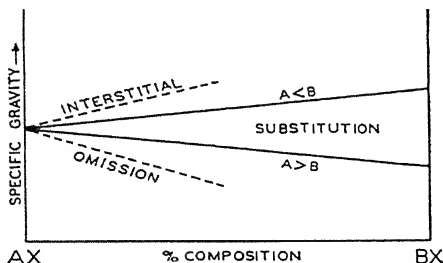 SPECIFIC GRAVITY →
INTERSTITIAL
A<B
SUBSTITUTION
A>B
OMISSION
AX
% COMPOSITION
BX